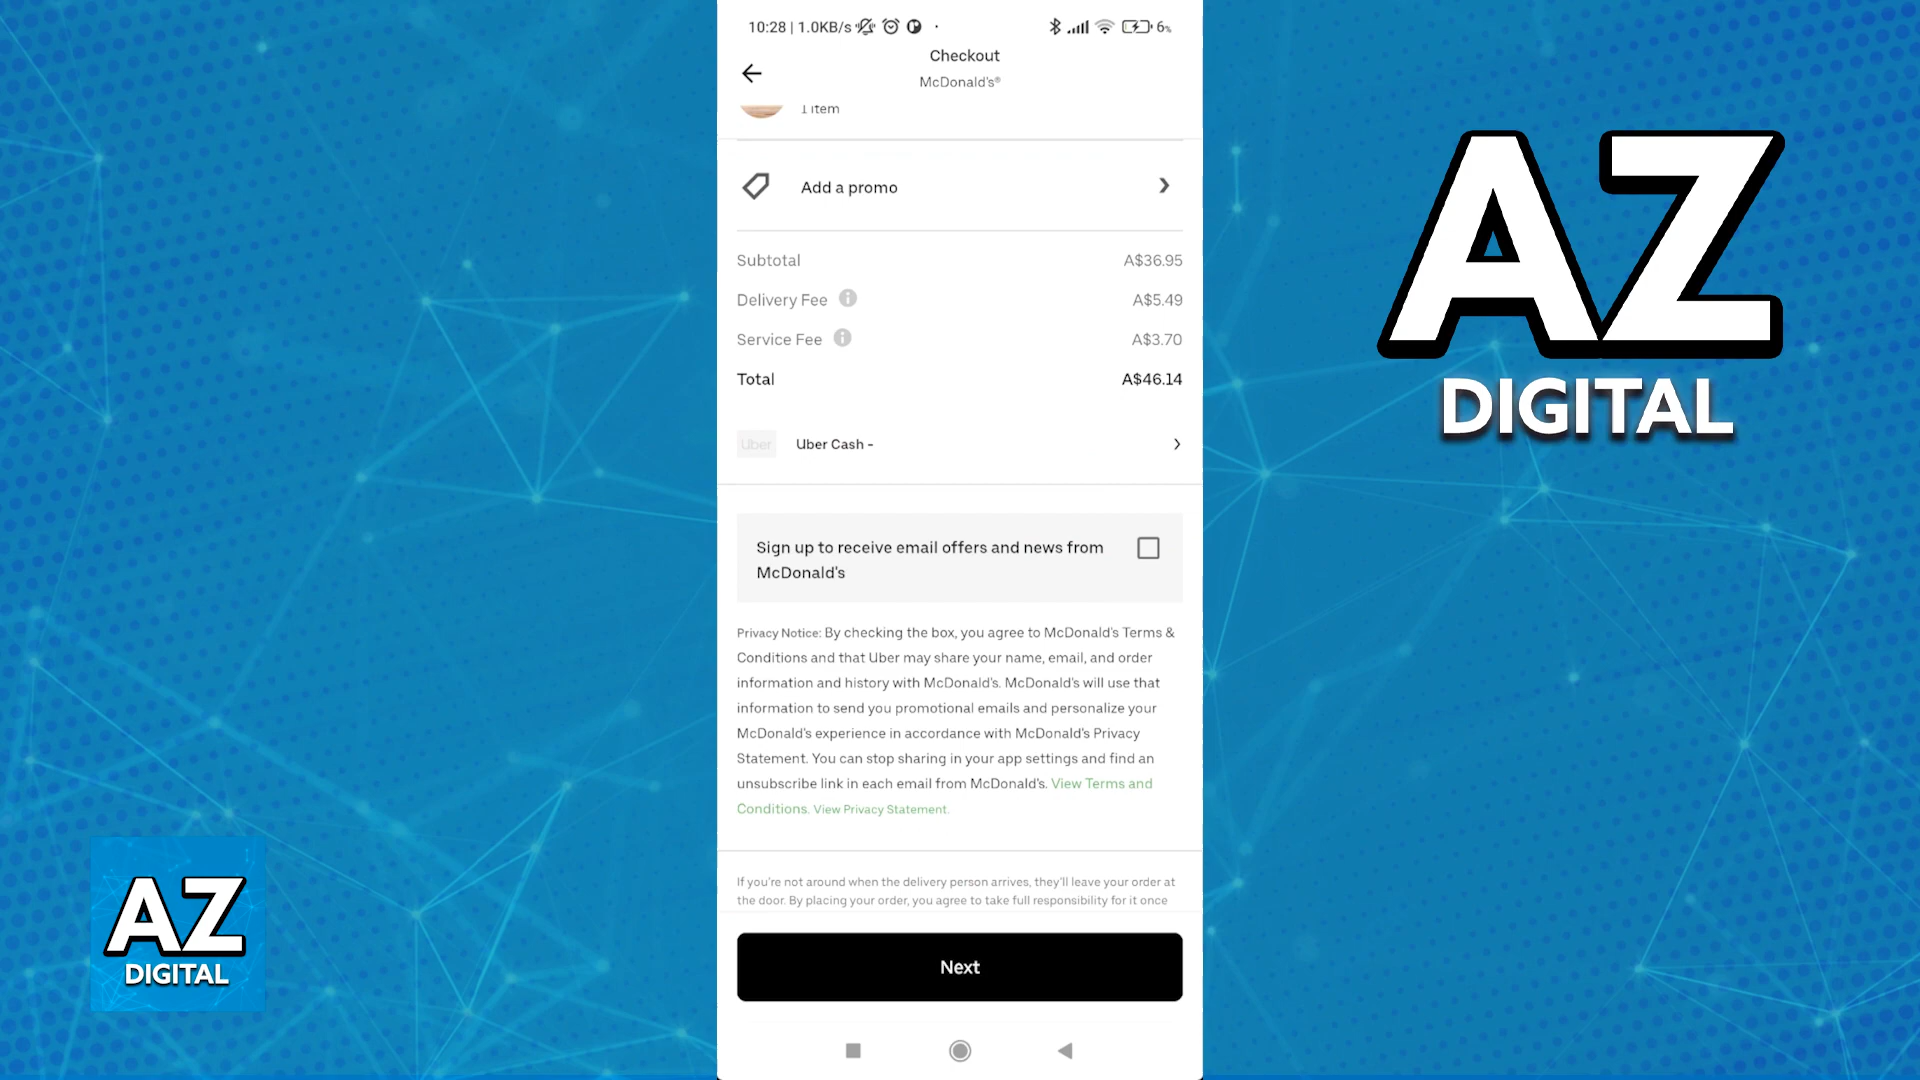 10:28 | 1.0KB/s
6%
Checkout
McDonald's®
1 item
Add a promo
Subtotal A$36.95
Delivery Fee A$5.49
Service Fee A$3.70
Total A$46.14
Uber Uber Cash -
Sign up to receive email offers and news from
McDonald's
Privacy Notice: By checking the box, you agree to McDonald's Terms &
Conditions and that Uber may share your name, email, and order
information and history with McDonald's. McDonald's will use that
information to send you promotional emails and personalize your
McDonald's experience in accordance with McDonald's Privacy
Statement. You can stop sharing in your app settings and find an
unsubscribe link in each email from McDonald's. View Terms and
Conditions. View Privacy Statement.
If you're not around when the delivery person arrives, they'll leave your order at
the door. By placing your order, you agree to take full responsibility for it once
Next
AZ
DIGITAL
AZ
DIGITAL